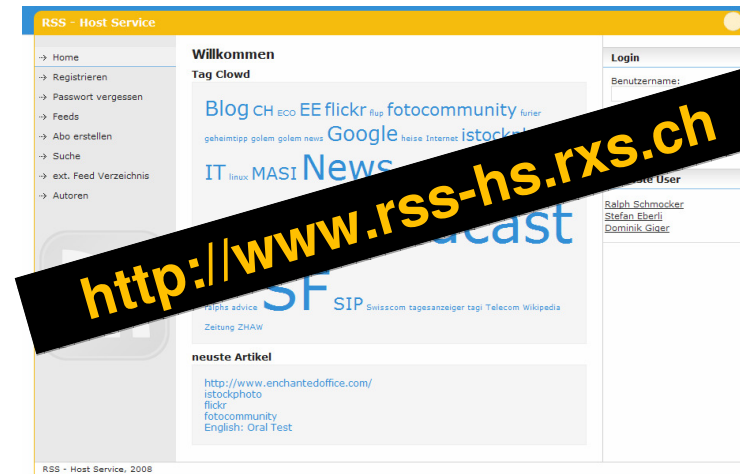 RSS - Host Service
Home
Registrieren
Passwort vergessen
Feeds
Abo erstellen
Suche
ext. Feed Verzeichnis
Autoren
Willkommen
Tag Clowd
Blog CH ECO EE flickr flup fotocommunity furier
geheimtipp golem golem news Google heise Internet
IT linux MASI News
ralphs advice SF SIP Swisscom tagesanzeiger tagi Telecom Wikipedia
Zeitung ZHAW
neuste Artikel
http://www.enchantedoffice.com/
istockphoto
flickr
fotocommunity
English: Oral Test
Login
Benutzername:
User
Ralph Schmocker
Stefan Eberli
Dominik Giger
http://www.rss-hs.rxs.ch
RSS - Host Service, 2008